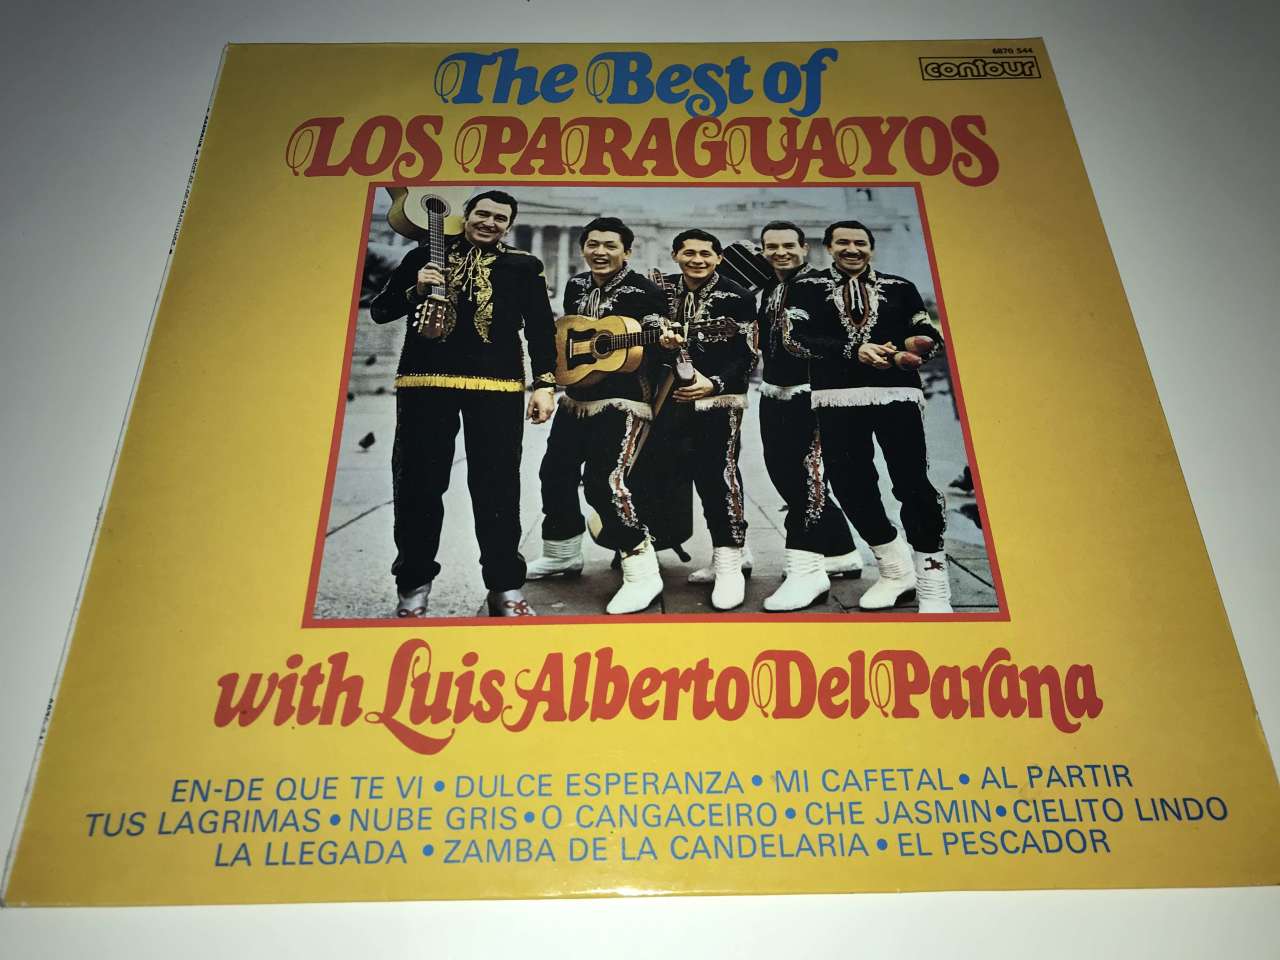 6870 544
contour
The Best of
LOS PARAGUAYOS
with Luis Alberto Del Parana
EN-DE QUE TE VI • DULCE ESPERANZA • MI CAFETAL • AL PARTIR
TUS LAGRIMAS • NUBE GRIS • O CANGACEIRO • CHE JASMIN • CIELITO LINDO
LA LLEGADA • ZAMBA DE LA CANDELARIA • EL PESCADOR